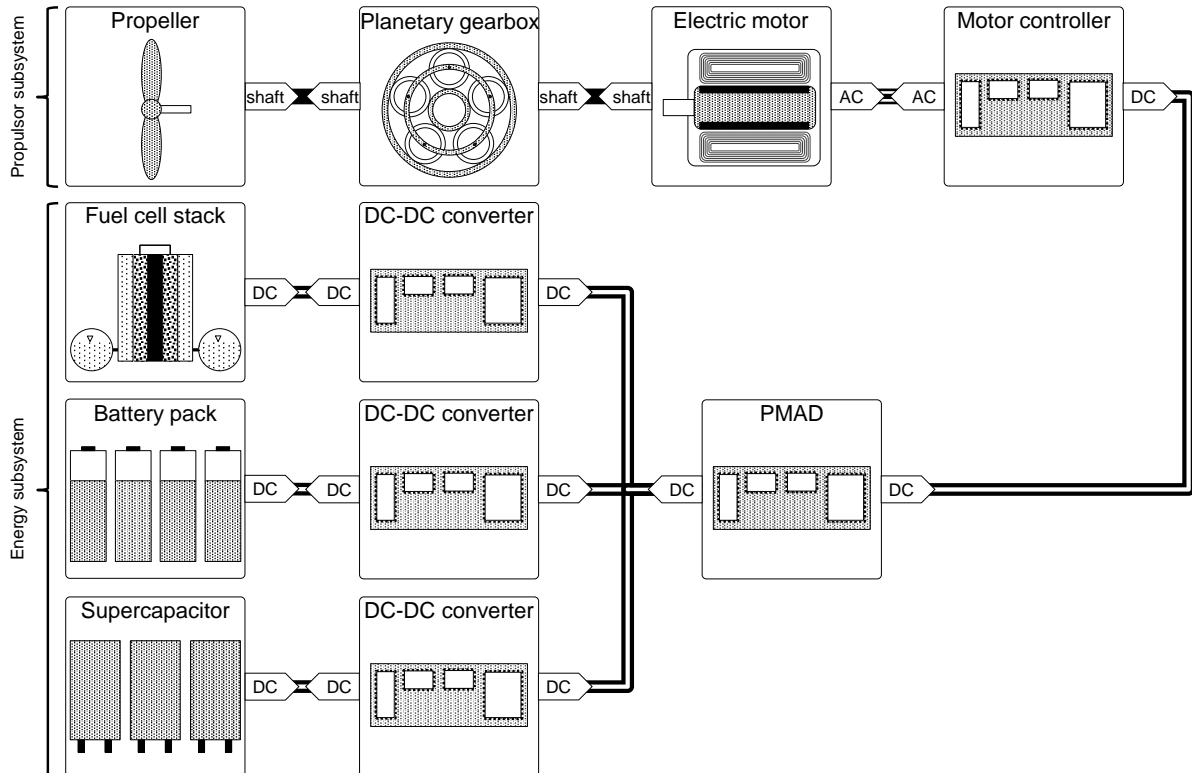 Propulsor subsystem
Propeller
Planetary gearbox
Electric motor
Motor controller
shaft
shaft
shaft
shaft
AC
AC
DC
Energy subsystem
Fuel cell stack
DC-DC converter
DC
DC
DC
Battery pack
DC-DC converter
PMAD
DC
DC
DC
DC
DC
Supercapacitor
DC-DC converter
DC
DC
DC